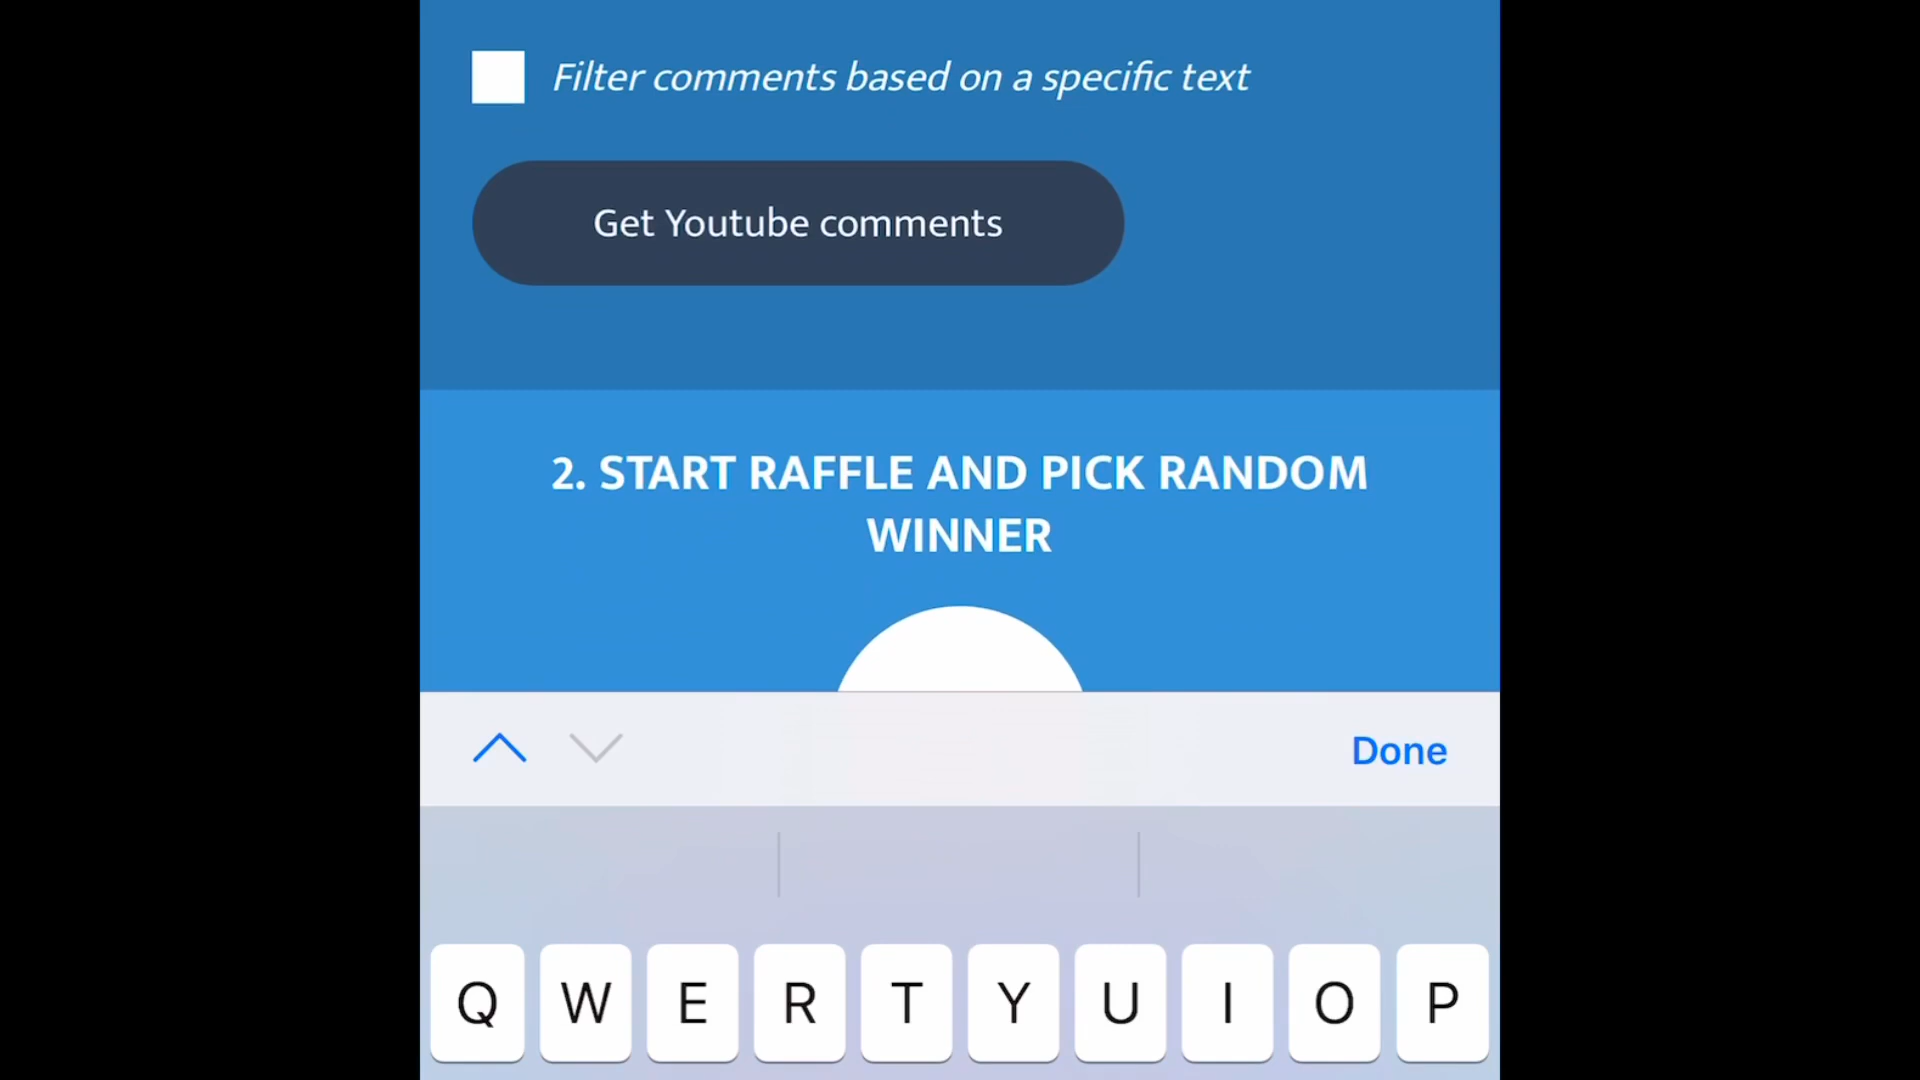 Filter comments based on a specific text
Get Youtube comments
2. START RAFFLE AND PICK RANDOM
WINNER
Done
Q W E R T Y U I O P